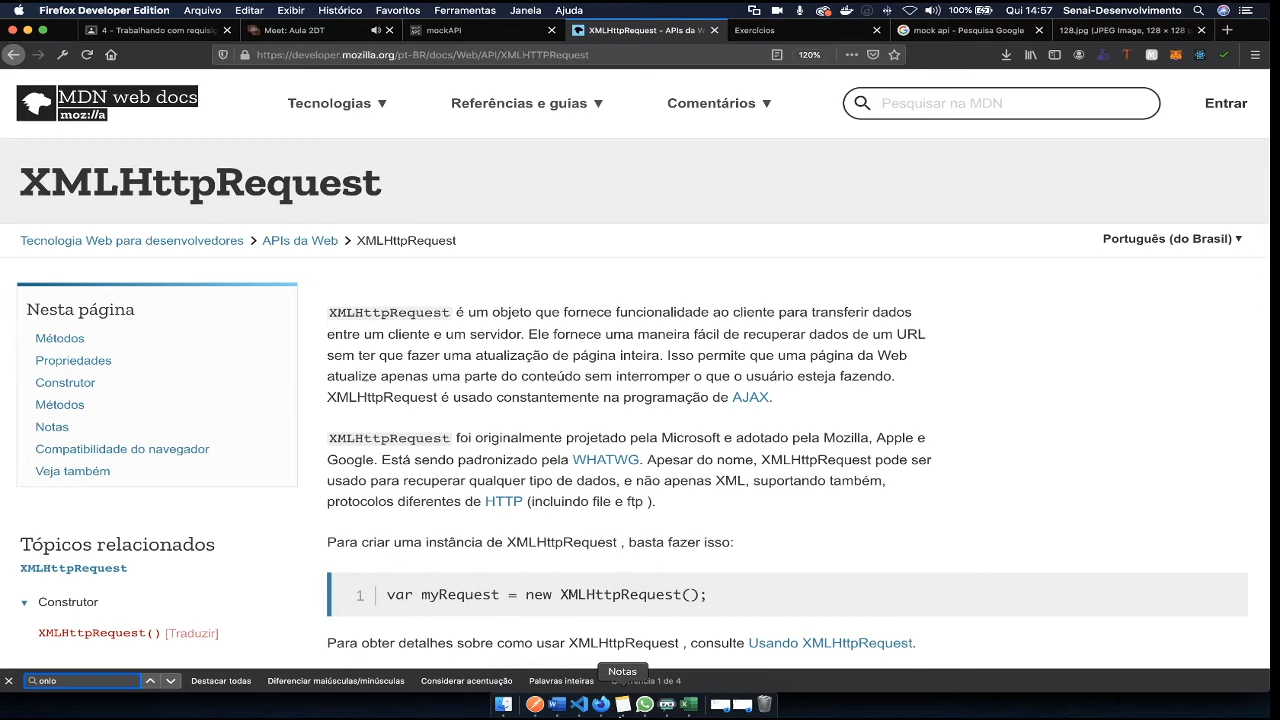 Firefox Developer Edition Arquivo Editar Exibir Histórico Favoritos Ferramentas Janela Ajuda 100% Qui 14:57 Senai-Desenvolvimento
4 - Trabalhando com requisiç Meet: Aula 2DT mockAPI XMLHttpRequest - APIs da W Exercícios mock api - Pesquisa Google 128.jpg (JPEG Image, 128 × 128 p
https://developer.mozilla.org/pt-BR/docs/Web/API/XMLHTTPRequest 120%
MDN web docs
moz://a
Tecnologias ▼ Referências e guias ▼ Comentários ▼ Pesquisar na MDN Entrar
XMLHttpRequest
Tecnologia Web para desenvolvedores > APIs da Web > XMLHttpRequest Português (do Brasil) ▼
Nesta página
Métodos
Propriedades
Construtor
Métodos
Notas
Compatibilidade do navegador
Veja também
Tópicos relacionados
XMLHttpRequest
▼ Construtor
XMLHttpRequest() [Traduzir]
XMLHttpRequest é um objeto que fornece funcionalidade ao cliente para transferir dados
entre um cliente e um servidor. Ele fornece uma maneira fácil de recuperar dados de um URL
sem ter que fazer uma atualização de página inteira. Isso permite que uma página da Web
atualize apenas uma parte do conteúdo sem interromper o que o usuário esteja fazendo.
XMLHttpRequest é usado constantemente na programação de AJAX.
XMLHttpRequest foi originalmente projetado pela Microsoft e adotado pela Mozilla, Apple e
Google. Está sendo padronizado pela WHATWG. Apesar do nome, XMLHttpRequest pode ser
usado para recuperar qualquer tipo de dados, e não apenas XML, suportando também,
protocolos diferentes de HTTP (incluindo file e ftp ).
Para criar uma instância de XMLHttpRequest , basta fazer isso:
1 var myRequest = new XMLHttpRequest();
Para obter detalhes sobre como usar XMLHttpRequest , consulte Usando XMLHttpRequest.
Notas
onlo Destacar todas Diferenciar maiúsculas/minúsculas Considerar acentuação Palavras inteiras 1 de 4